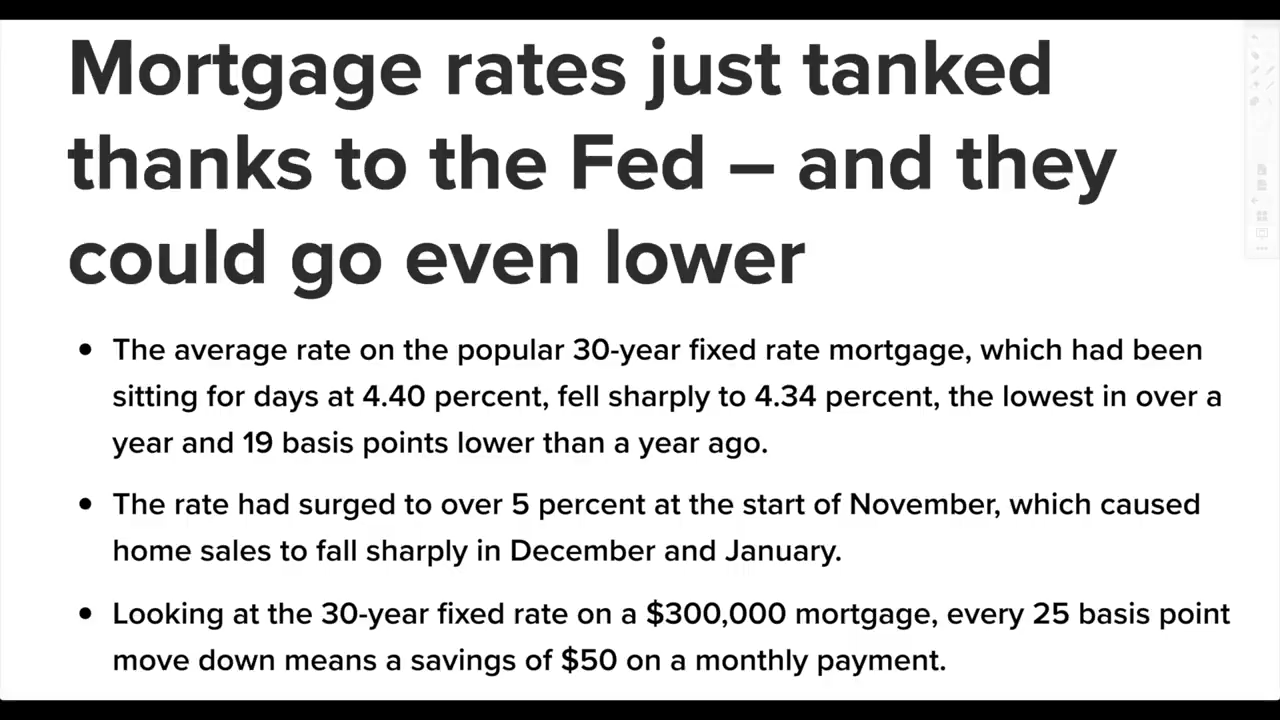 Mortgage rates just tanked
thanks to the Fed – and they
could go even lower
• The average rate on the popular 30-year fixed rate mortgage, which had been
sitting for days at 4.40 percent, fell sharply to 4.34 percent, the lowest in over a
year and 19 basis points lower than a year ago.
• The rate had surged to over 5 percent at the start of November, which caused
home sales to fall sharply in December and January.
• Looking at the 30-year fixed rate on a $300,000 mortgage, every 25 basis point
move down means a savings of $50 on a monthly payment.